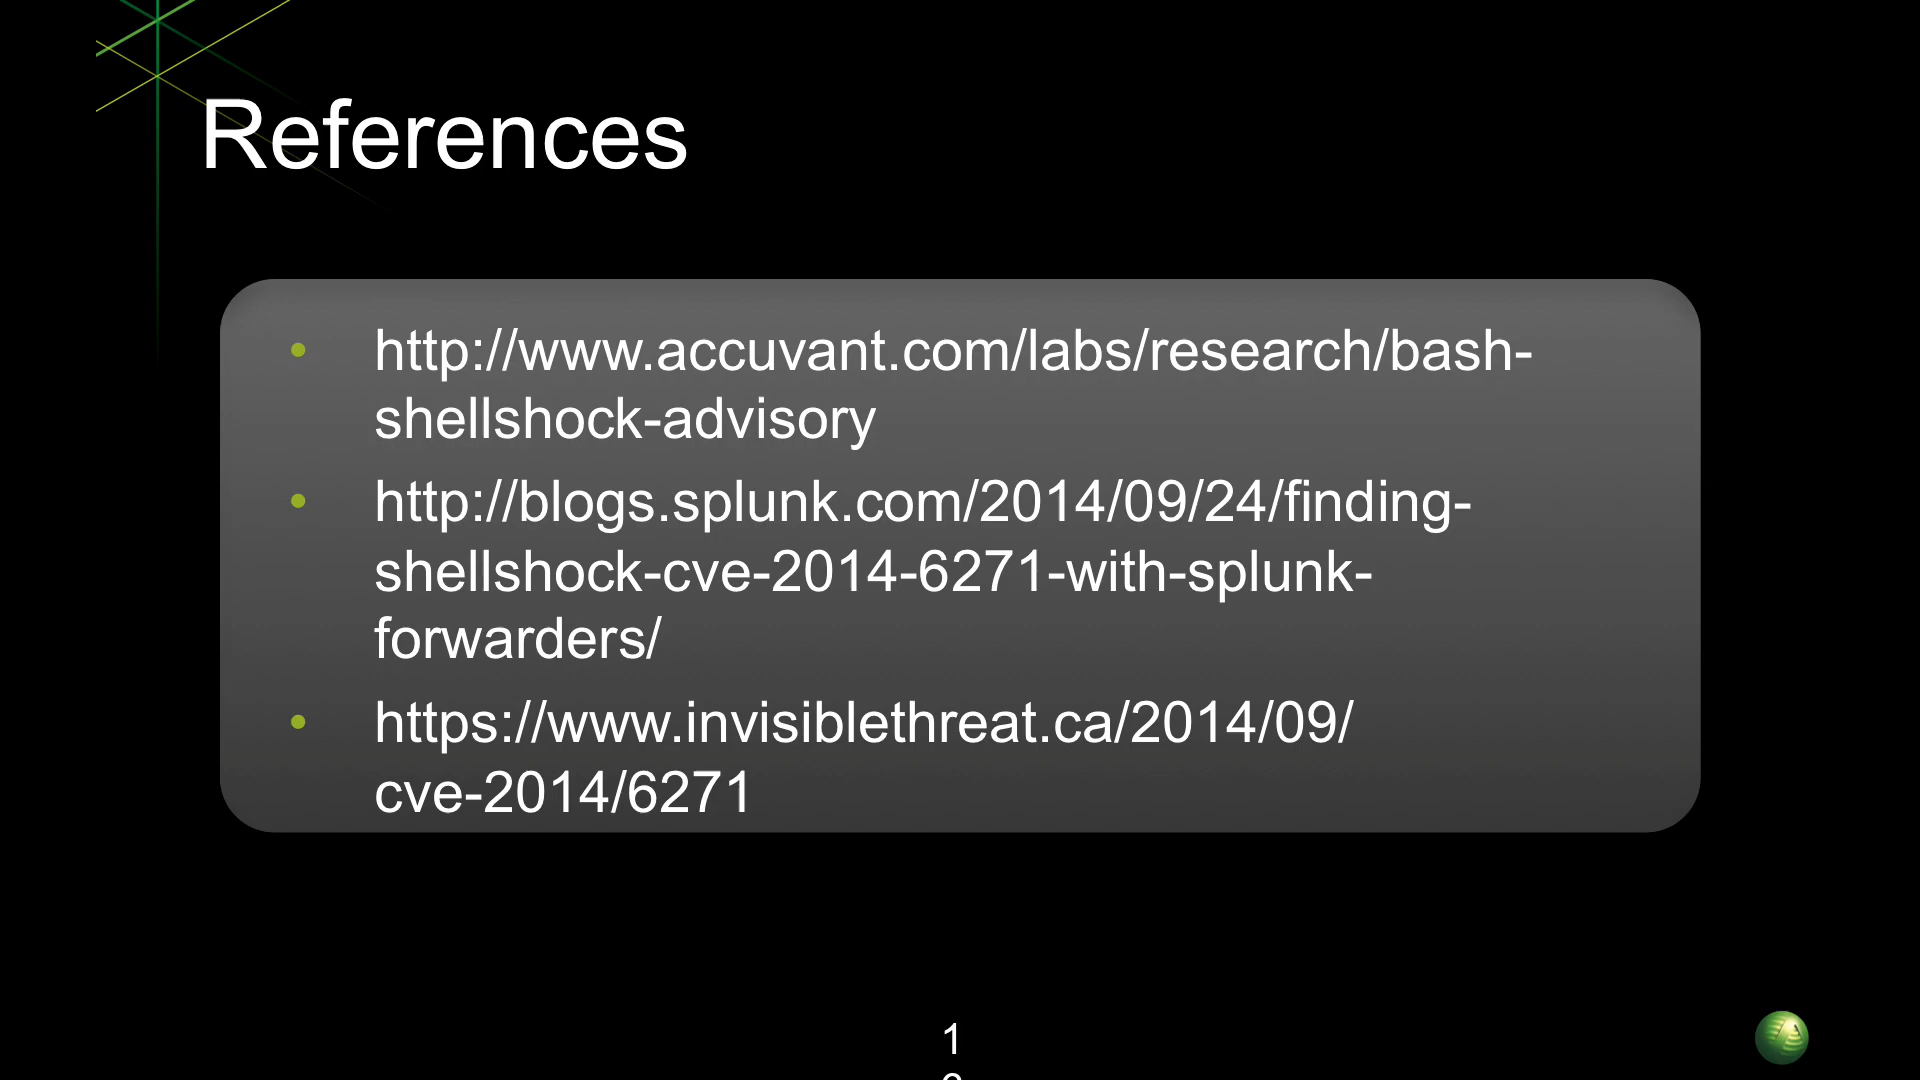 References
• http://www.accuvant.com/labs/research/bash-
shellshock-advisory
• http://blogs.splunk.com/2014/09/24/finding-
shellshock-cve-2014-6271-with-splunk-
forwarders/
• https://www.invisiblethreat.ca/2014/09/
cve-2014/6271
1